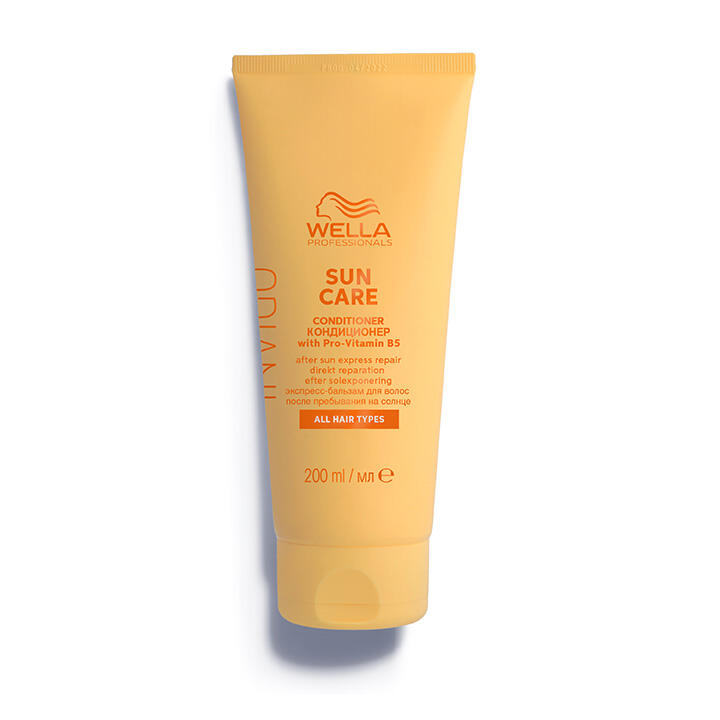 WELLA
PROFESSIONALS
INVIGO
SUN
CARE
CONDITIONER
КОНДИЦИОНЕР
with Pro-Vitamin B5
after sun express repair
direkt reparation
efter solexponering
экспресс-бальзам для волос
после пребывания на солнце
ALL HAIR TYPES
200 ml / мл ℮